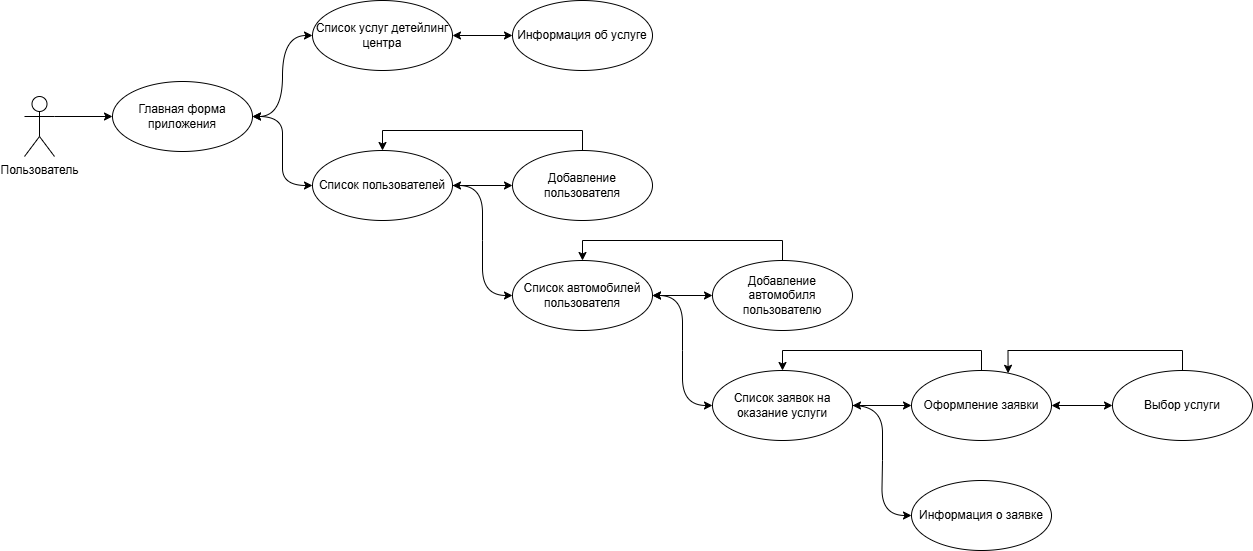 Список услуг детейлинг
центра
Информация об услуге
Главная форма
приложения
Пользователь
Список пользователей
Добавление
пользователя
Список автомобилей
пользователя
Добавление
автомобиля
пользователю
Список заявок на
оказание услуги
Оформление заявки
Выбор услуги
Информация о заявке